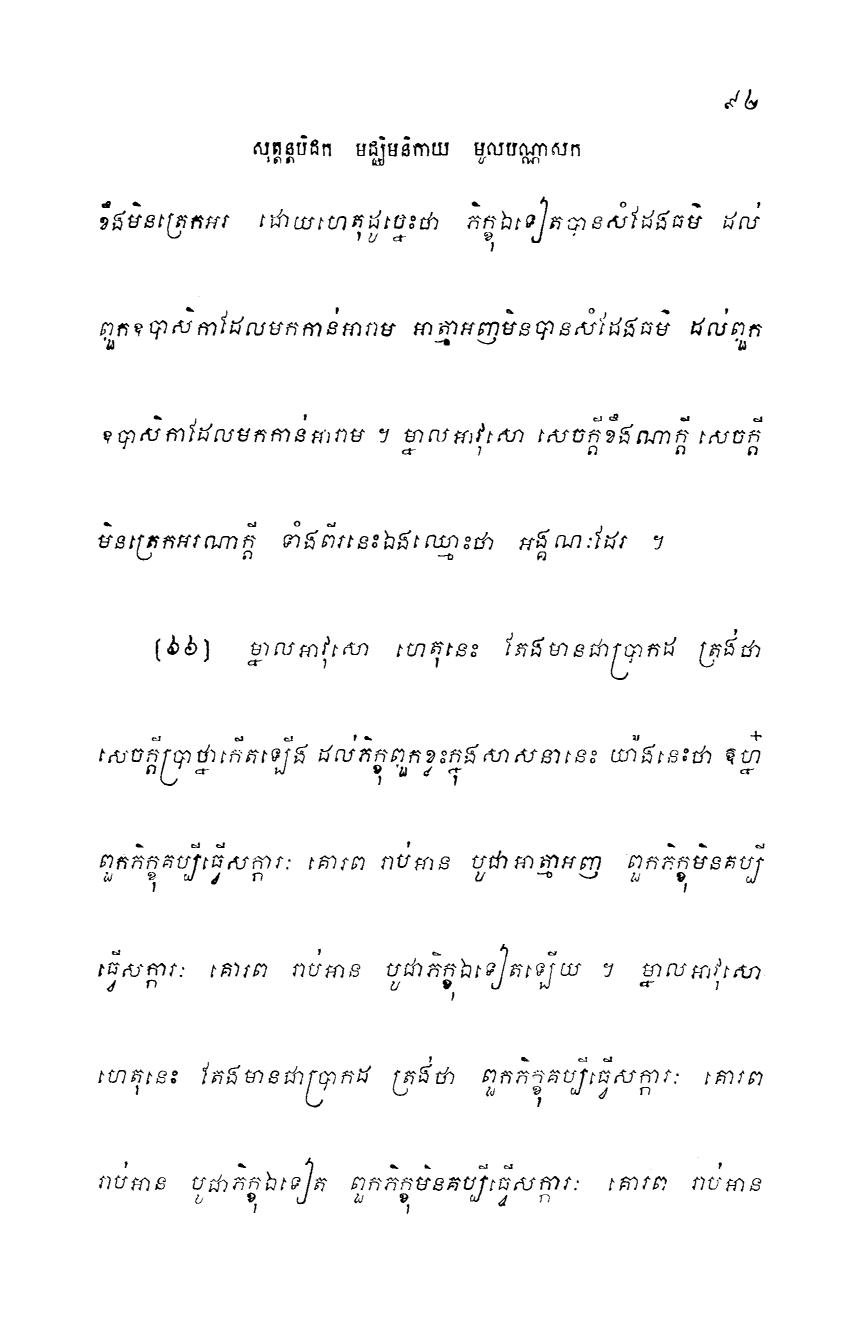 ៩៤
សុត្តន្តបិដក មជ្ឈិមនិកាយ មូលបណ្ណាសក
ខឹងមិនត្រេកអរ ដោយហេតុដូច្នេះថា ភិក្ខុឯទៀតបានសំដែងធម៌ ដល់
ពួកឧបាសិកាដែលមកកាន់អារាម អាត្មាអញមិនបានសំដែងធម៌ ដល់ពួក
ឧបាសិកាដែលមកកាន់អារាម ។ ម្នាលអាវុសោ សេចក្តីខឹងណាក្តី សេចក្តី
មិនត្រេកអរណាក្តី ទាំងពីរនេះឯងឈ្មោះថា អង្គណៈដែរ ។
[៦៦] ម្នាលអាវុសោ ហេតុនេះ តែងមានជាប្រាកដ ត្រង់ថា
សេចក្តីប្រាថ្នាកើតឡើង ដល់ភិក្ខុពួកខ្លះក្នុងសាសនានេះ យ៉ាងនេះថា ឱហ្ន៎
ពួកភិក្ខុគប្បីធ្វើសក្ការៈ គោរព រាប់អាន បូជាអាត្មាអញ ពួកភិក្ខុមិនគប្បី
ធ្វើសក្ការៈ គោរព រាប់អាន បូជាភិក្ខុឯទៀតឡើយ ។ ម្នាលអាវុសោ
ហេតុនេះ តែងមានជាប្រាកដ ត្រង់ថា ពួកភិក្ខុគប្បីធ្វើសក្ការៈ គោរព
រាប់អាន បូជាភិក្ខុឯទៀត ពួកភិក្ខុមិនគប្បីធ្វើសក្ការៈ គោរព រាប់អាន